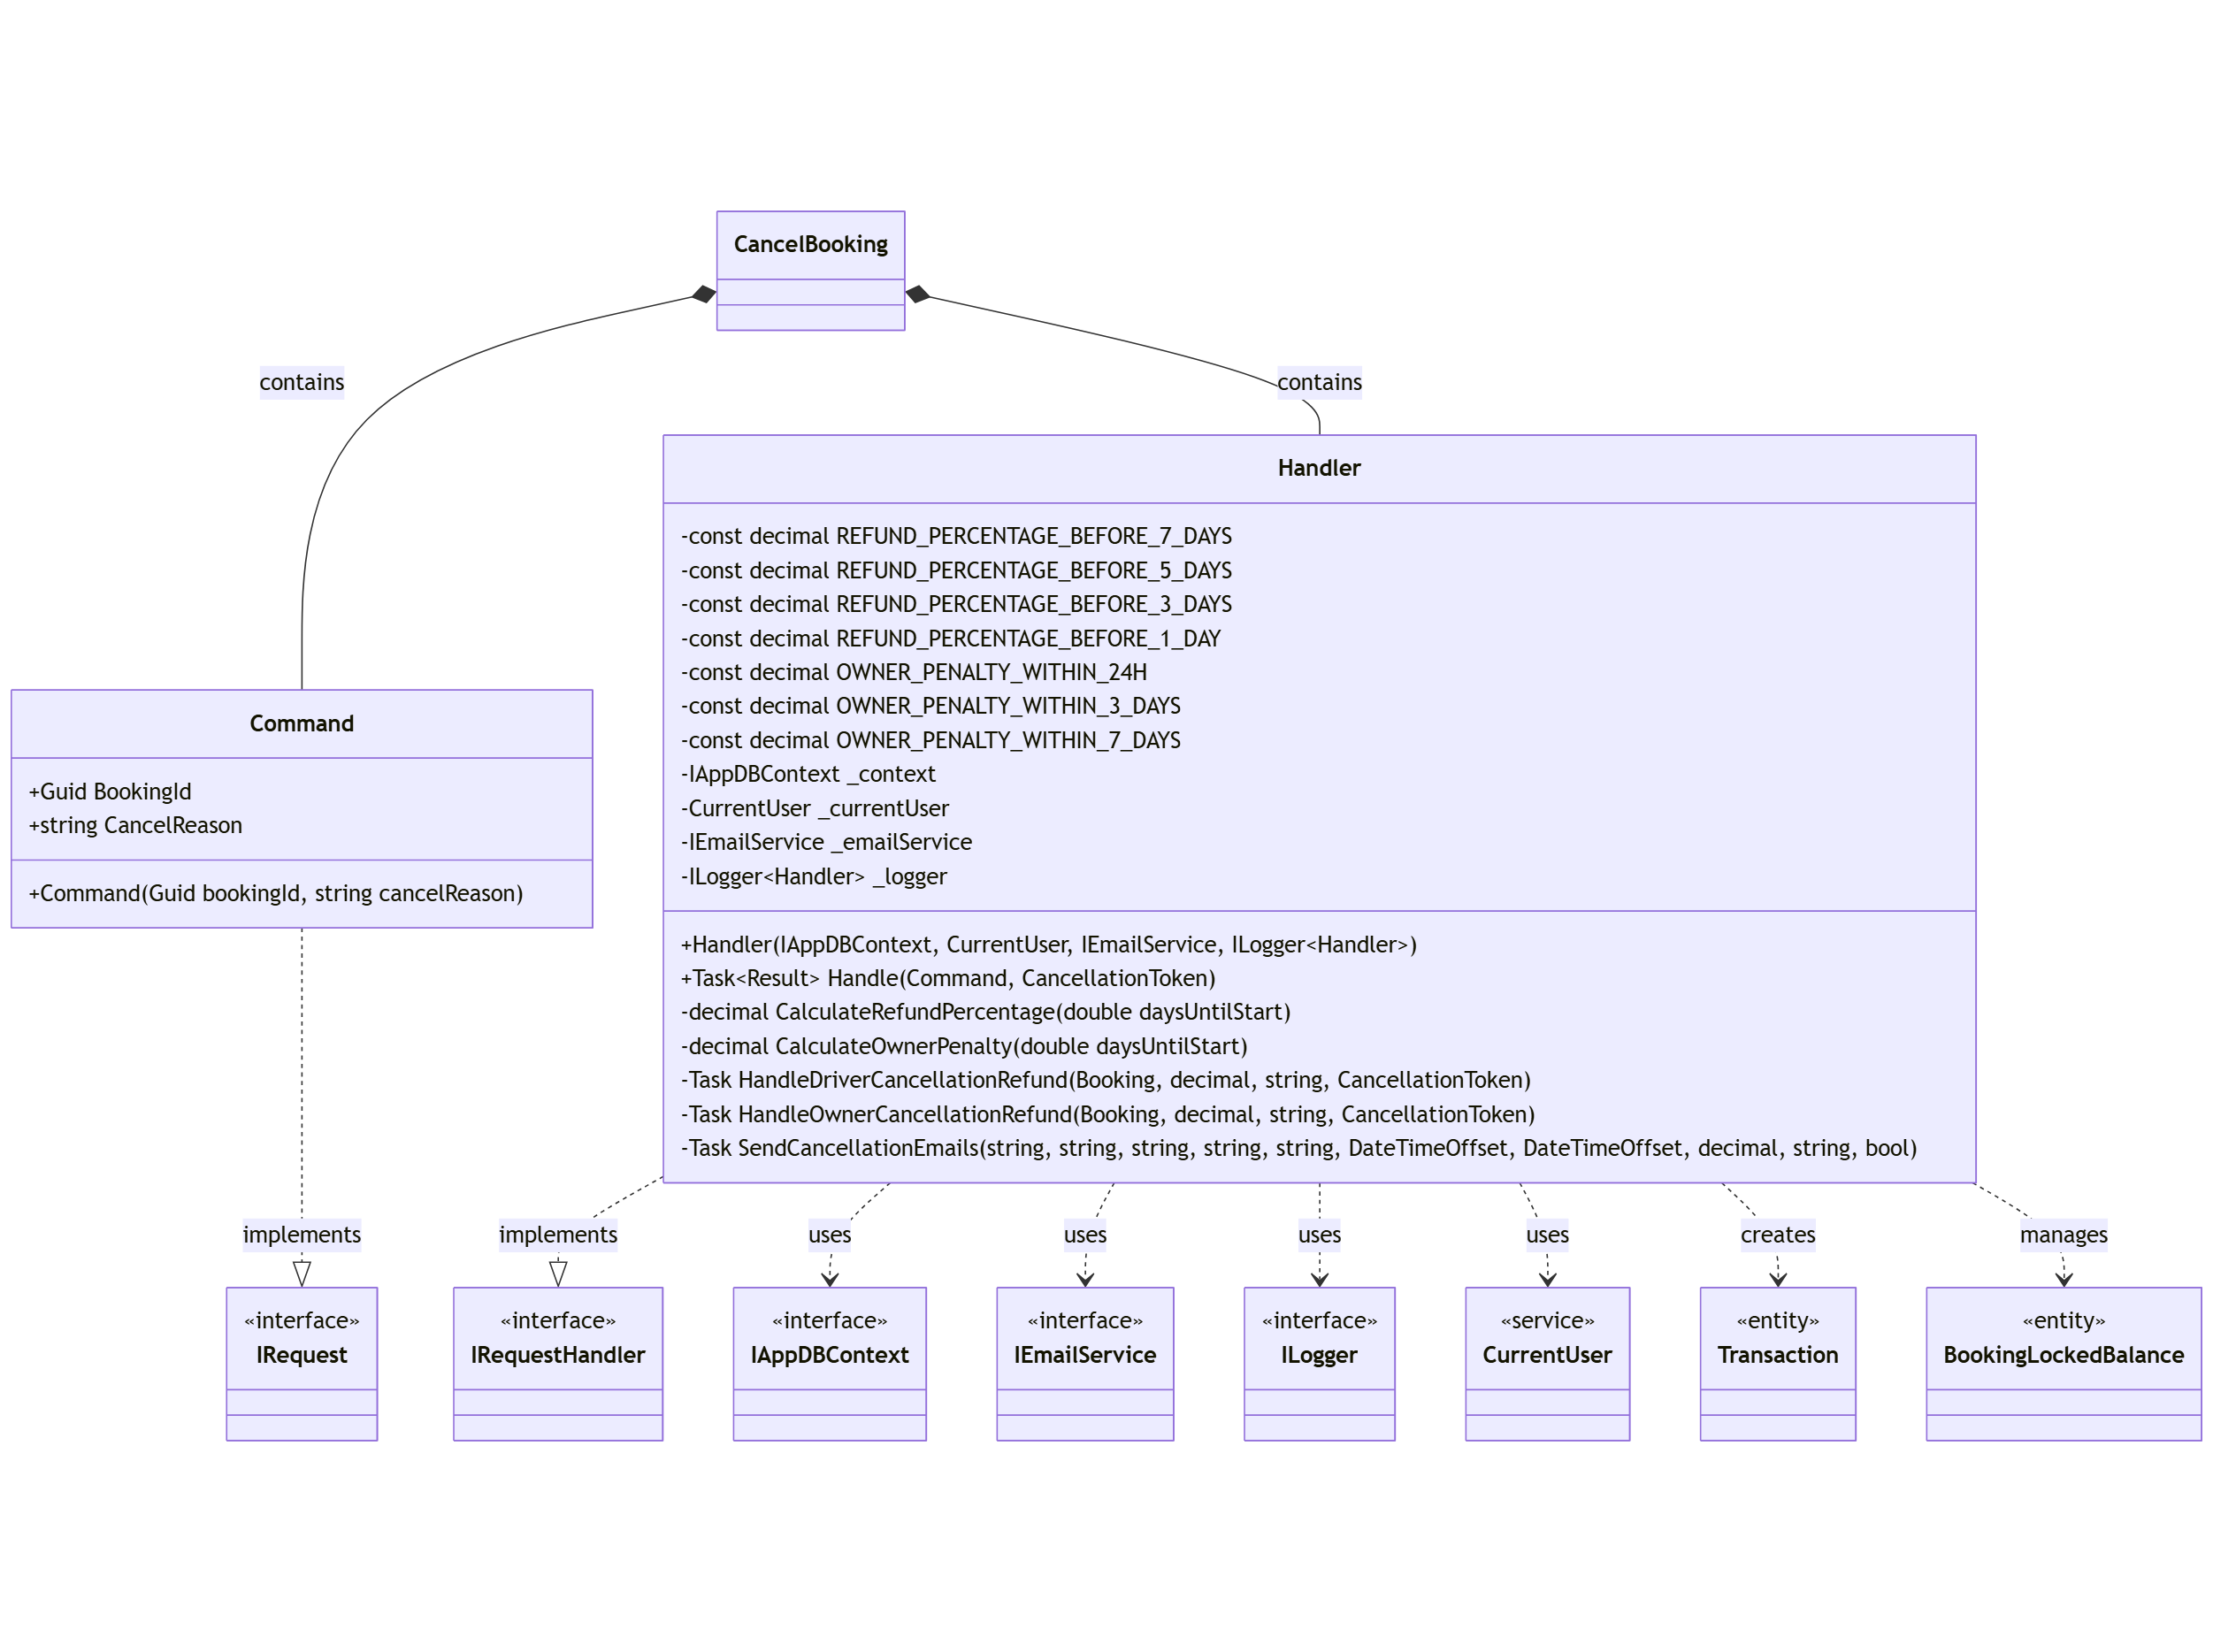 CancelBooking
contains
contains
Handler
-const decimal REFUND_PERCENTAGE_BEFORE_7_DAYS
-const decimal REFUND_PERCENTAGE_BEFORE_5_DAYS
-const decimal REFUND_PERCENTAGE_BEFORE_3_DAYS
-const decimal REFUND_PERCENTAGE_BEFORE_1_DAY
-const decimal OWNER_PENALTY_WITHIN_24H
-const decimal OWNER_PENALTY_WITHIN_3_DAYS
-const decimal OWNER_PENALTY_WITHIN_7_DAYS
-IAppDBContext _context
-CurrentUser _currentUser
-IEmailService _emailService
-ILogger<Handler> _logger
+Handler(IAppDBContext, CurrentUser, IEmailService, ILogger<Handler>)
+Task<Result> Handle(Command, CancellationToken)
-decimal CalculateRefundPercentage(double daysUntilStart)
-decimal CalculateOwnerPenalty(double daysUntilStart)
-Task HandleDriverCancellationRefund(Booking, decimal, string, CancellationToken)
-Task HandleOwnerCancellationRefund(Booking, decimal, string, CancellationToken)
-Task SendCancellationEmails(string, string, string, string, string, DateTimeOffset, DateTimeOffset, decimal, string, bool)
Command
+Guid BookingId
+string CancelReason
+Command(Guid bookingId, string cancelReason)
implements
implements
uses
uses
uses
uses
creates
manages
«interface»
IRequest
«interface»
IRequestHandler
«interface»
IAppDBContext
«interface»
IEmailService
«interface»
ILogger
«service»
CurrentUser
«entity»
Transaction
«entity»
BookingLockedBalance